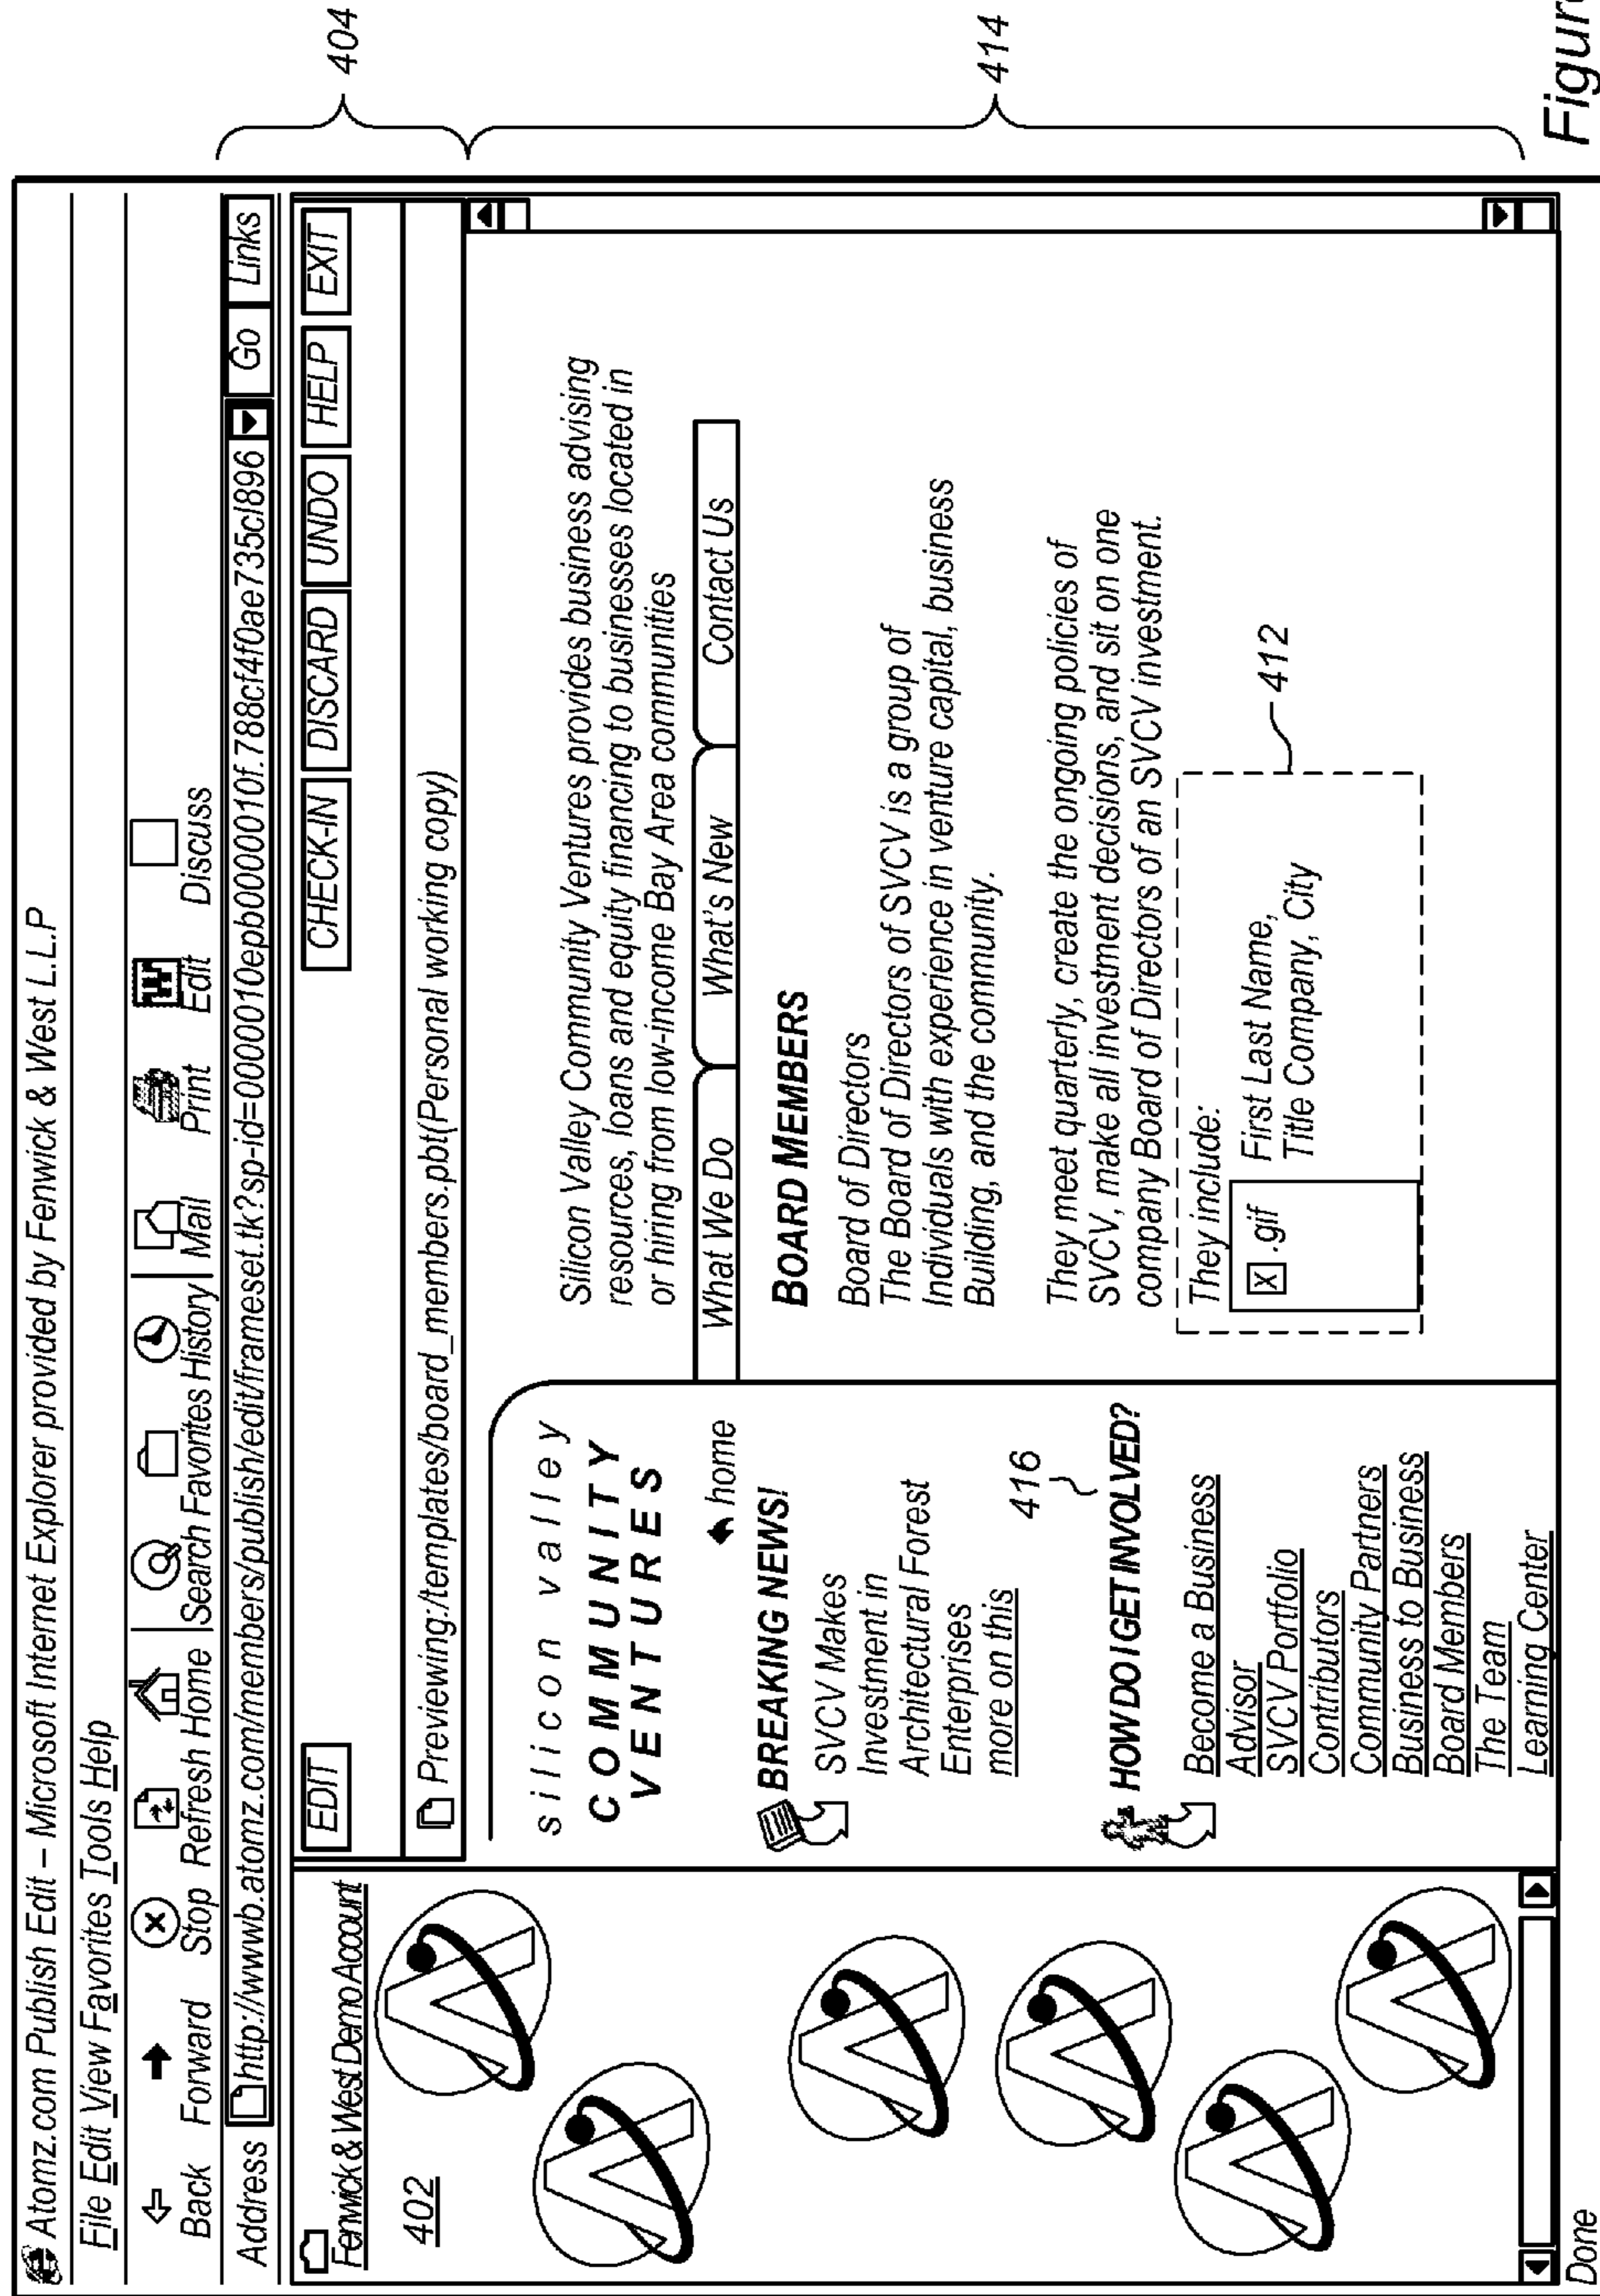 Atomz.com Publish Edit – Microsoft Internet Explorer provided by Fenwick & West L.L.P
File Edit View Favorites Tools Help
Back Forward Stop Refresh Home Search Favorites History Mail Print Edit Discuss
Address http://www.atomz.com/members/publish/edit/frameset.tk?sp-id=0000010epb0000010f.788cf4f0ae735cl896 Go Links
404
Fenwick & West Demo Account
402
EDIT CHECK-IN DISCARD UNDO HELP EXIT
Previewing:/templates/board_members.pbt(Personal working copy)
silicon valley
COMMUNITY
VENTURES
home
BREAKING NEWS!
SVCV Makes
Investment in
Architectural Forest
Enterprises
more on this
416
HOW DO I GET INVOLVED?
Become a Business
Advisor
SVCV Portfolio
Contributors
Community Partners
Business to Business
Board Members
The Team
Learning Center
Silicon Valley Community Ventures provides business advising
resources, loans and equity financing to businesses located in
or hiring from low-income Bay Area communities
What We Do What's New Contact Us
BOARD MEMBERS
Board of Directors
The Board of Directors of SVCV is a group of
Individuals with experience in venture capital, business
Building, and the community.
They meet quarterly, create the ongoing policies of
SVCV, make all investment decisions, and sit on one
company Board of Directors of an SVCV investment.
They include:
X .gif
First Last Name,
Title Company, City
412
414
Done
Figure